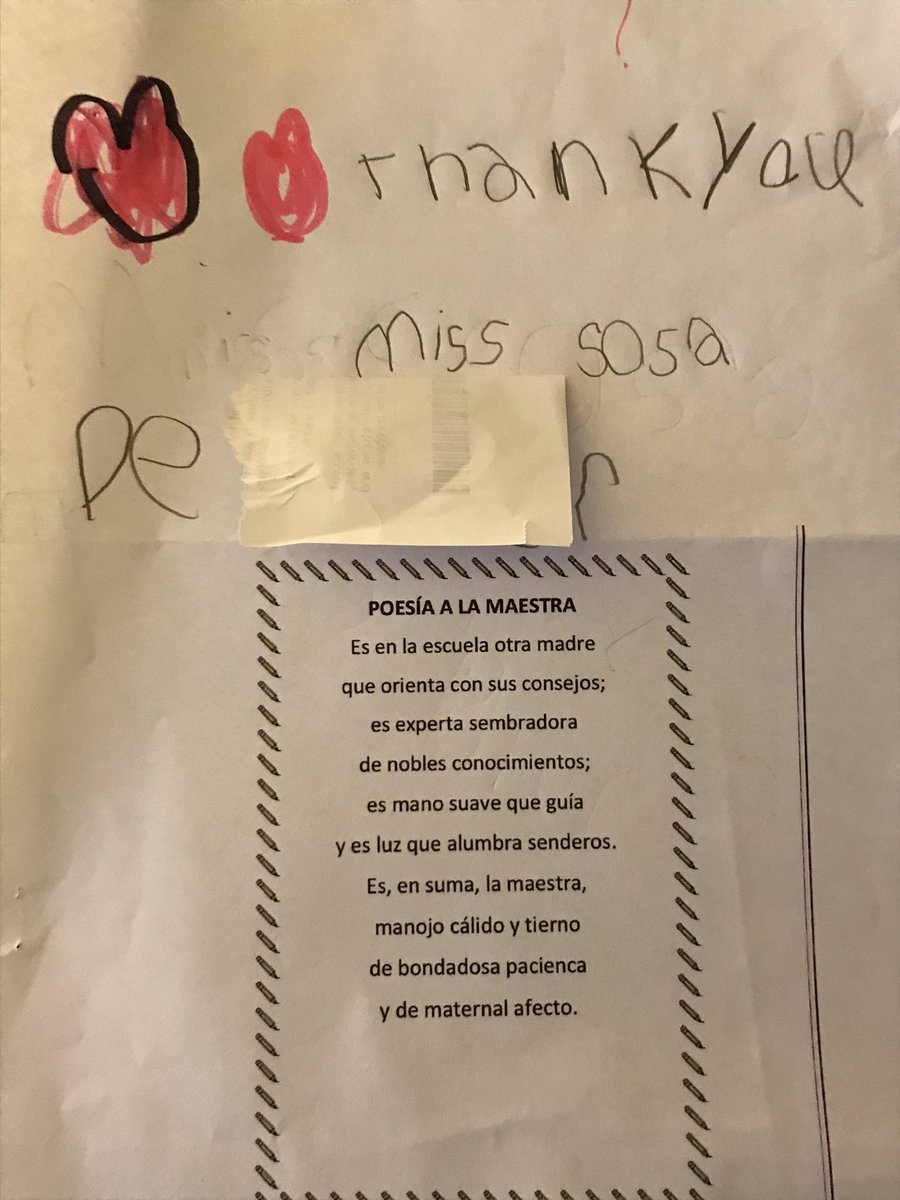 Thank you
Miss Sosa
De
POESÍA A LA MAESTRA
Es en la escuela otra madre
que orienta con sus consejos;
es experta sembradora
de nobles conocimientos;
es mano suave que guía
y es luz que alumbra senderos.
Es, en suma, la maestra,
manojo cálido y tierno
de bondadosa pacienca
y de maternal afecto.